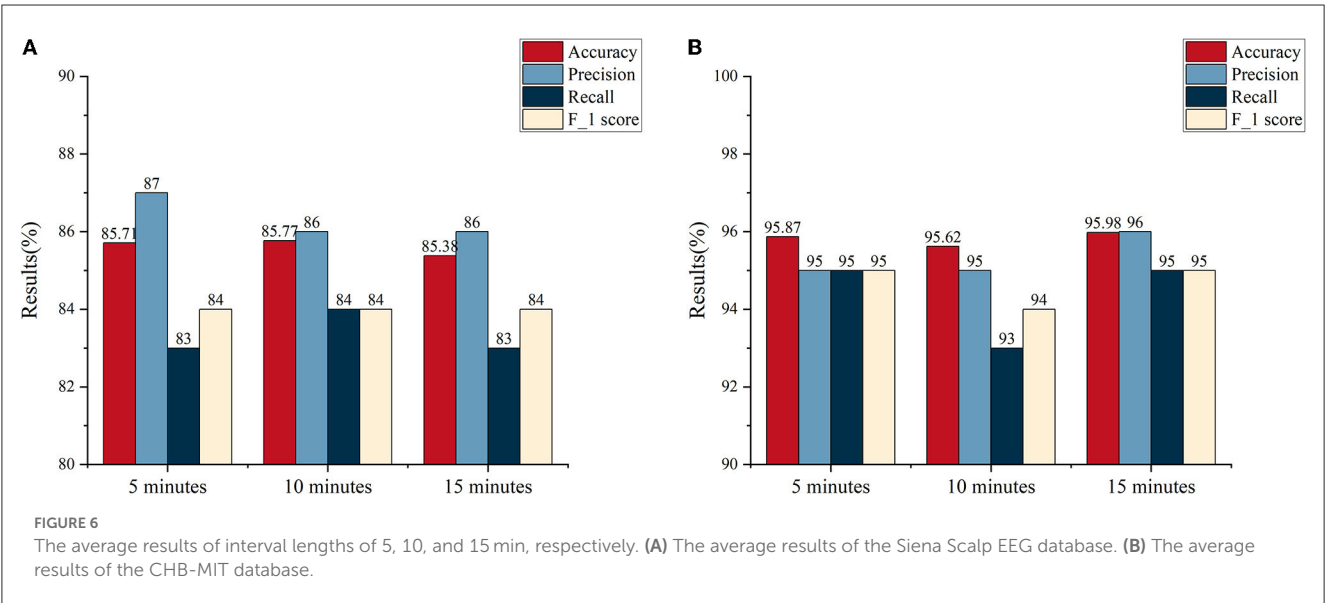 A
Accuracy
Precision
Recall
F_1 score
90
88
86
84
82
80
Results(%)
85.71
87
83
84
85.77
86
84
84
85.38
86
83
84
5 minutes
10 minutes
15 minutes
B
Accuracy
Precision
Recall
F_1 score
100
98
96
94
92
90
Results(%)
95.87
95
95
95
95.62
95
93
94
95.98
96
95
95
5 minutes
10 minutes
15 minutes
FIGURE 6
The average results of interval lengths of 5, 10, and 15 min, respectively. (A) The average results of the Siena Scalp EEG database. (B) The average
results of the CHB-MIT database.